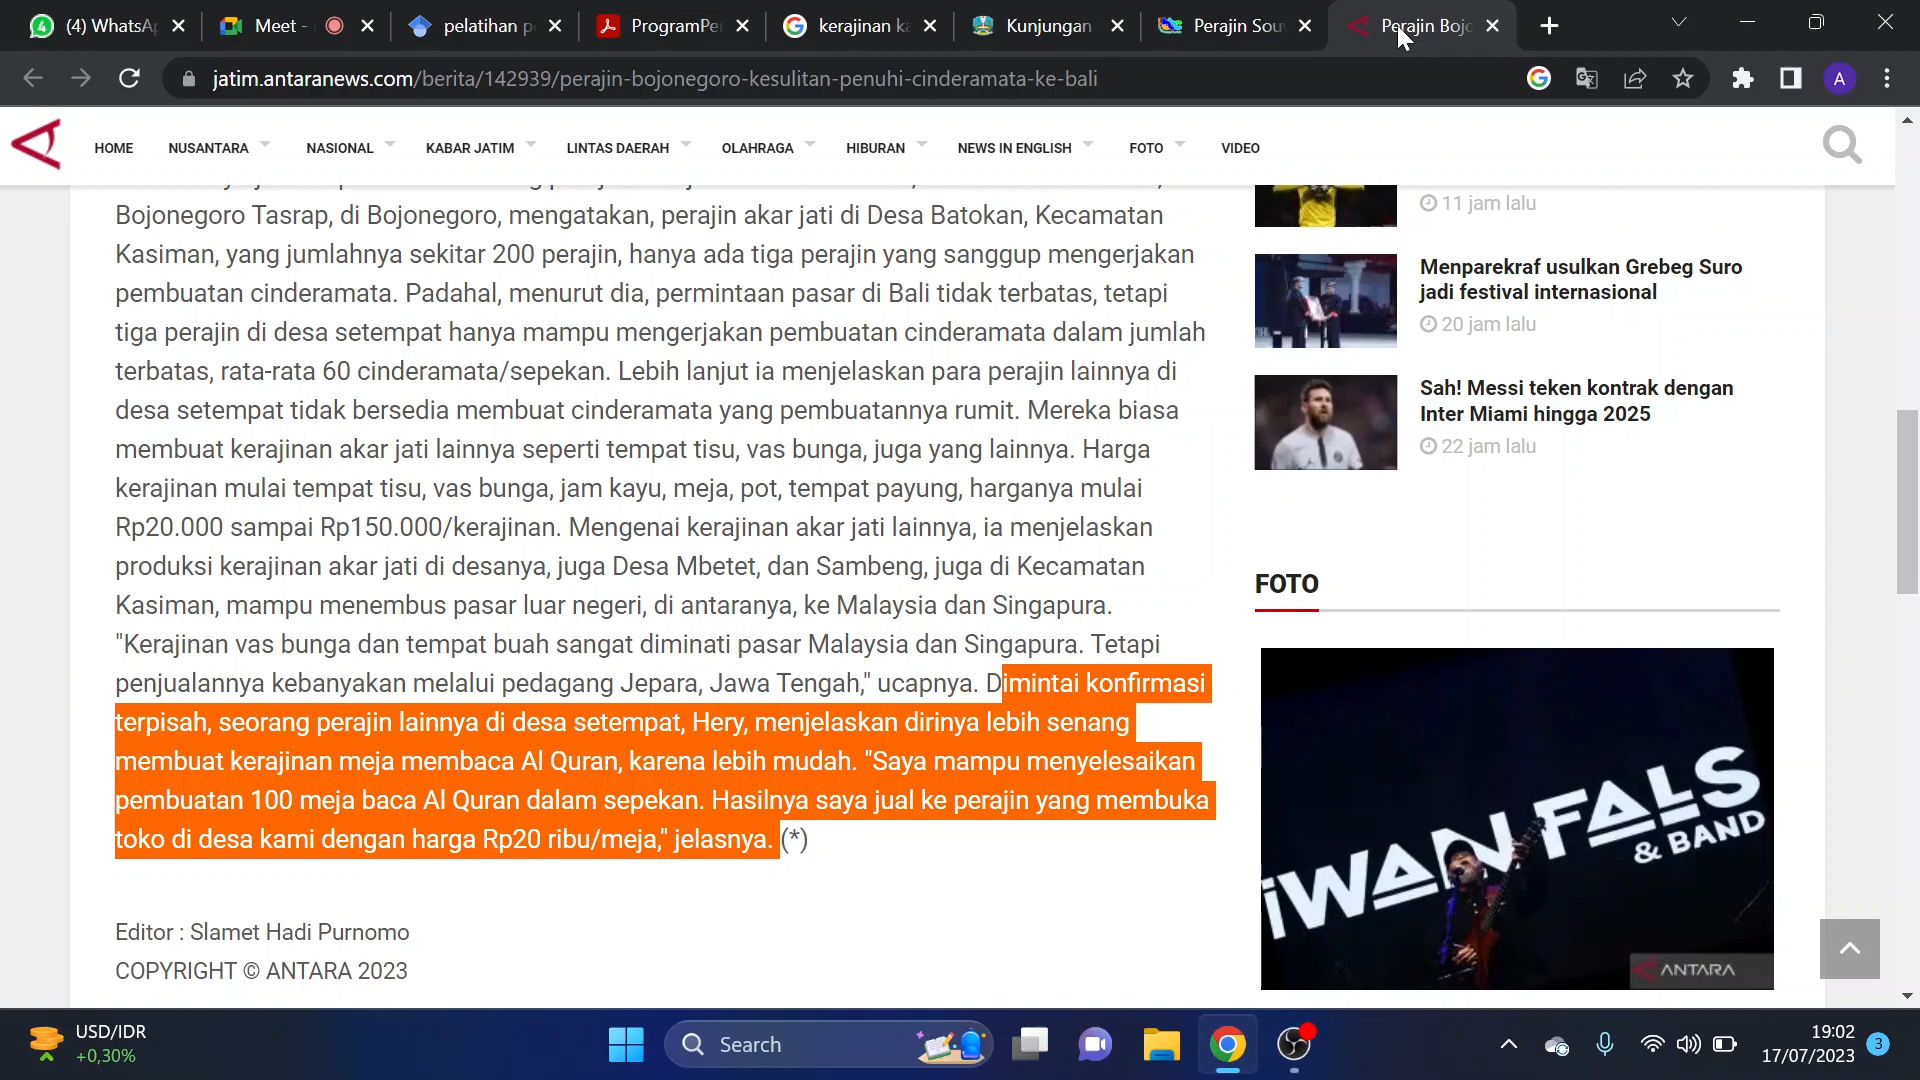 (4) WhatsA
Meet -
pelatihan p
ProgramPe
kerajinan ka
Kunjungan
Perajin Sou
Perajin Bojo
jatim.antaranews.com/berita/142939/perajin-bojonegoro-kesulitan-penuhi-cinderamata-ke-bali
A
HOME NUSANTARA NASIONAL KABAR JATIM LINTAS DAERAH OLAHRAGA HIBURAN NEWS IN ENGLISH FOTO VIDEO
Bojonegoro Tasrap, di Bojonegoro, mengatakan, perajin akar jati di Desa Batokan, Kecamatan
Kasiman, yang jumlahnya sekitar 200 perajin, hanya ada tiga perajin yang sanggup mengerjakan
pembuatan cinderamata. Padahal, menurut dia, permintaan pasar di Bali tidak terbatas, tetapi
tiga perajin di desa setempat hanya mampu mengerjakan pembuatan cinderamata dalam jumlah
terbatas, rata-rata 60 cinderamata/sepekan. Lebih lanjut ia menjelaskan para perajin lainnya di
desa setempat tidak bersedia membuat cinderamata yang pembuatannya rumit. Mereka biasa
membuat kerajinan akar jati lainnya seperti tempat tisu, vas bunga, juga yang lainnya. Harga
kerajinan mulai tempat tisu, vas bunga, jam kayu, meja, pot, tempat payung, harganya mulai
Rp20.000 sampai Rp150.000/kerajinan. Mengenai kerajinan akar jati lainnya, ia menjelaskan
produksi kerajinan akar jati di desanya, juga Desa Mbetet, dan Sambeng, juga di Kecamatan
Kasiman, mampu menembus pasar luar negeri, di antaranya, ke Malaysia dan Singapura.
"Kerajinan vas bunga dan tempat buah sangat diminati pasar Malaysia dan Singapura. Tetapi
penjualannya kebanyakan melalui pedagang Jepara, Jawa Tengah," ucapnya. Dimintai konfirmasi
terpisah, seorang perajin lainnya di desa setempat, Hery, menjelaskan dirinya lebih senang
membuat kerajinan meja membaca Al Quran, karena lebih mudah. "Saya mampu menyelesaikan
pembuatan 100 meja baca Al Quran dalam sepekan. Hasilnya saya jual ke perajin yang membuka
toko di desa kami dengan harga Rp20 ribu/meja," jelasnya. (*)
Editor : Slamet Hadi Purnomo
COPYRIGHT © ANTARA 2023
11 jam lalu
Menparekraf usulkan Grebeg Suro
jadi festival internasional
20 jam lalu
Sah! Messi teken kontrak dengan
Inter Miami hingga 2025
22 jam lalu
FOTO
iWAN FALS
& BAND
ANTARA
USD/IDR
+0,30%
Search
19:02
17/07/2023
3